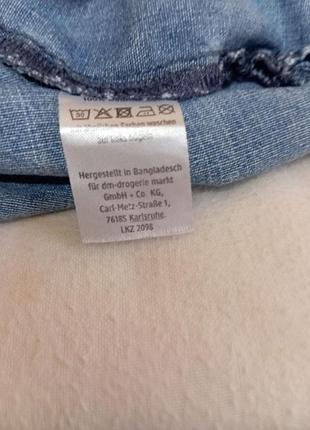 30
Mit ähnlichen Farben waschen
auf links bügeln
Hergestellt in Bangladesch
für dm-drogerie markt
GmbH + Co. KG,
Carl-Metz-Straße 1,
76185 Karlsruhe.
LKZ 2098